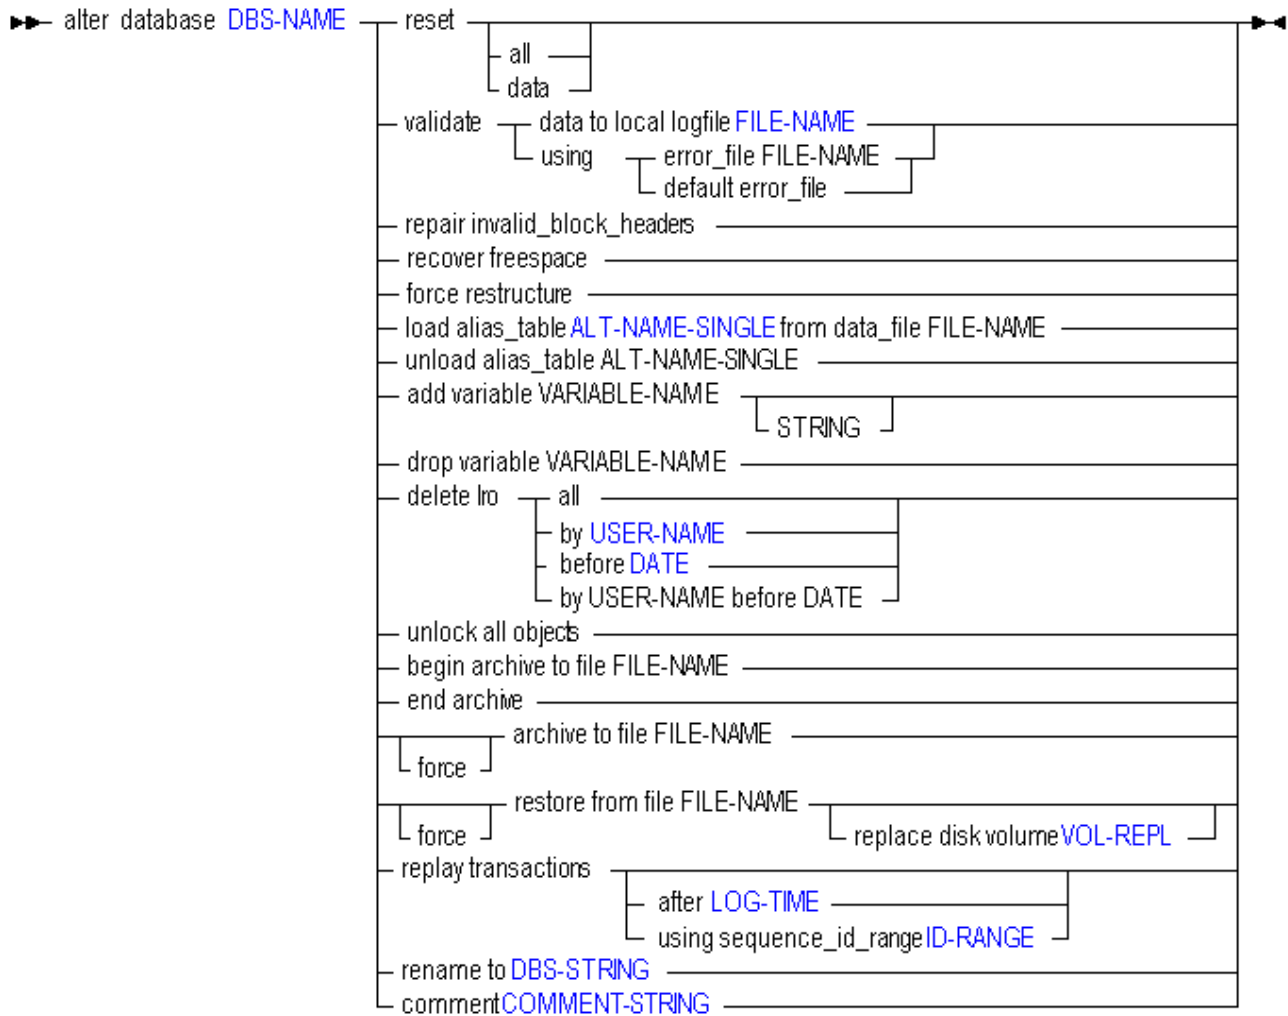 alter database DBS-NAME reset
all
data
validate data to local logfile FILE-NAME
using error_file FILE-NAME
default error_file
repair invalid_block_headers
recover freespace
force restructure
load alias_table ALT-NAME-SINGLE from data_file FILE-NAME
unload alias_table ALT-NAME-SINGLE
add variable VARIABLE-NAME
STRING
drop variable VARIABLE-NAME
delete lro all
by USER-NAME
before DATE
by USER-NAME before DATE
unlock all objects
begin archive to file FILE-NAME
end archive
archive to file FILE-NAME
force
restore from file FILE-NAME
force replace disk volume VOL-REPL
replay transactions
after LOG-TIME
using sequence_id_range ID-RANGE
rename to DBS-STRING
comment COMMENT-STRING